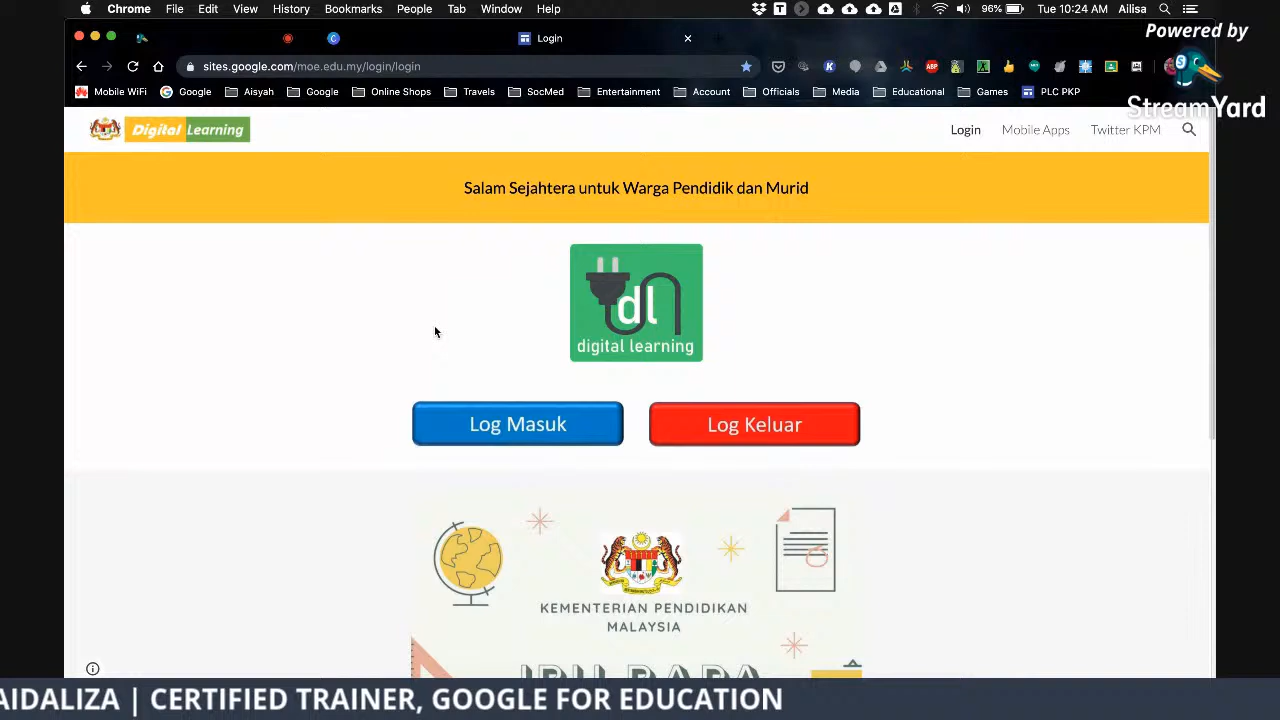 Chrome File Edit View History Bookmarks People Tab Window Help
96% Tue 10:24 AM Ailisa
Powered by
StreamYard
Login
sites.google.com/moe.edu.my/login/login
Mobile WiFi Google Aisyah Google Online Shops Travels SocMed Entertainment Account Officials Media Educational Games PLC PKP
Digital Learning
Login Mobile Apps Twitter KPM
Salam Sejahtera untuk Warga Pendidik dan Murid
dl
digital learning
Log Masuk Log Keluar
KEMENTERIAN PENDIDIKAN
MALAYSIA
IBU BAPA
AIDALIZA | CERTIFIED TRAINER, GOOGLE FOR EDUCATION